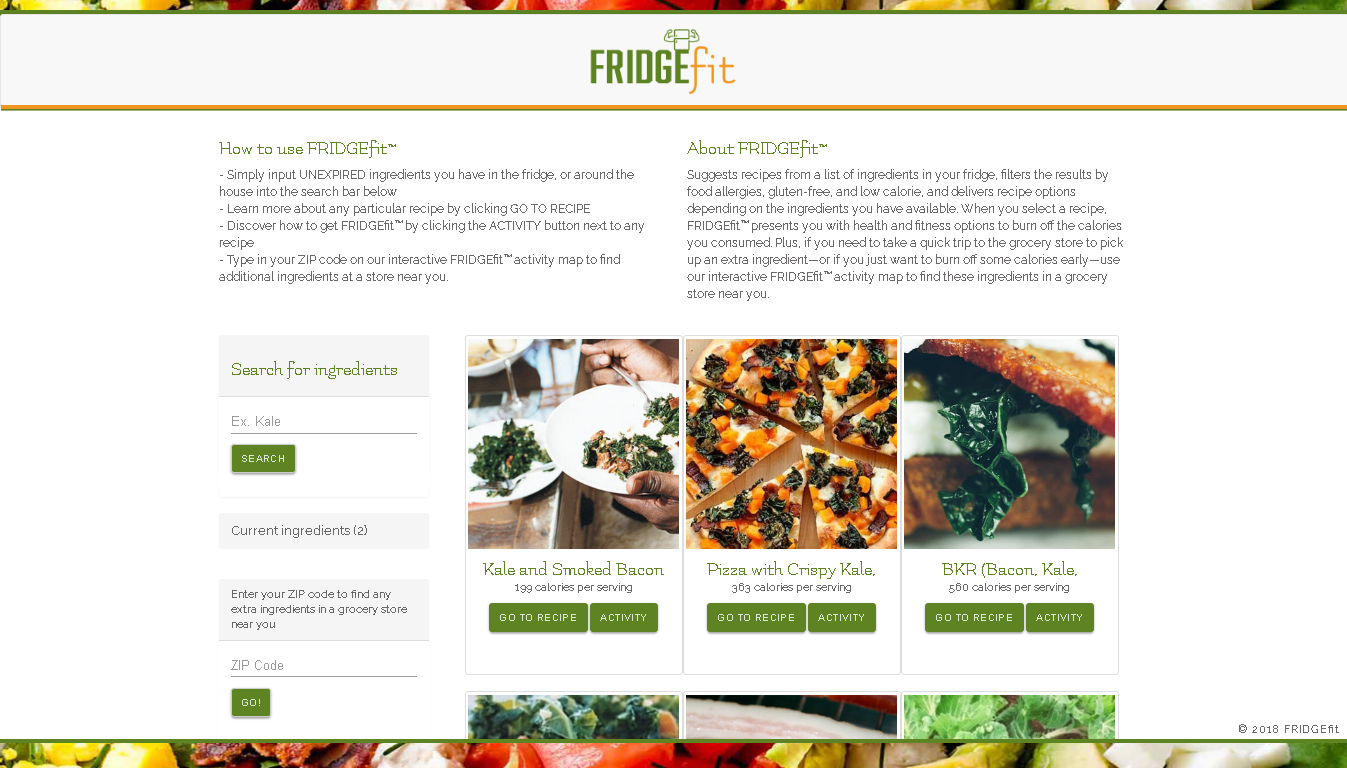 FRIDGEfit
How to use FRIDGEfit™
- Simply input UNEXPIRED ingredients you have in the fridge, or around the
house into the search bar below
- Learn more about any particular recipe by clicking GO TO RECIPE
- Discover how to get FRIDGEfit™ by clicking the ACTIVITY button next to any
recipe
- Type in your ZIP code on our interactive FRIDGEfit™ activity map to find
additional ingredients at a store near you.
About FRIDGEfit™
Suggests recipes from a list of ingredients in your fridge, filters the results by
food allergies, gluten-free, and low calorie, and delivers recipe options
depending on the ingredients you have available. When you select a recipe,
FRIDGEfit™ presents you with health and fitness options to burn off the calories
you consumed. Plus, if you need to take a quick trip to the grocery store to pick
up an extra ingredient—or if you just want to burn off some calories early—use
our interactive FRIDGEfit™ activity map to find these ingredients in a grocery
store near you.
Search for ingredients
Ex. Kale
SEARCH
Current ingredients (2)
Enter your ZIP code to find any
extra ingredients in a grocery store
near you
ZIP Code
GO!
Kale and Smoked Bacon
199 calories per serving
GO TO RECIPE ACTIVITY
Pizza with Crispy Kale,
363 calories per serving
GO TO RECIPE ACTIVITY
BKR (Bacon, Kale,
560 calories per serving
GO TO RECIPE ACTIVITY
© 2018 FRIDGEfit